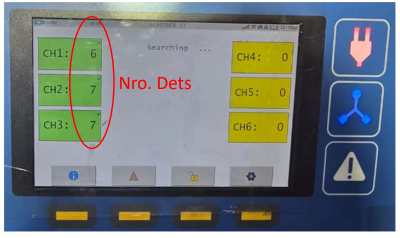 Searching ...
CH1: 6
CH4: 0
CH2: 7
Nro. Dets
CH5: 0
CH3: 7
CH6: 0